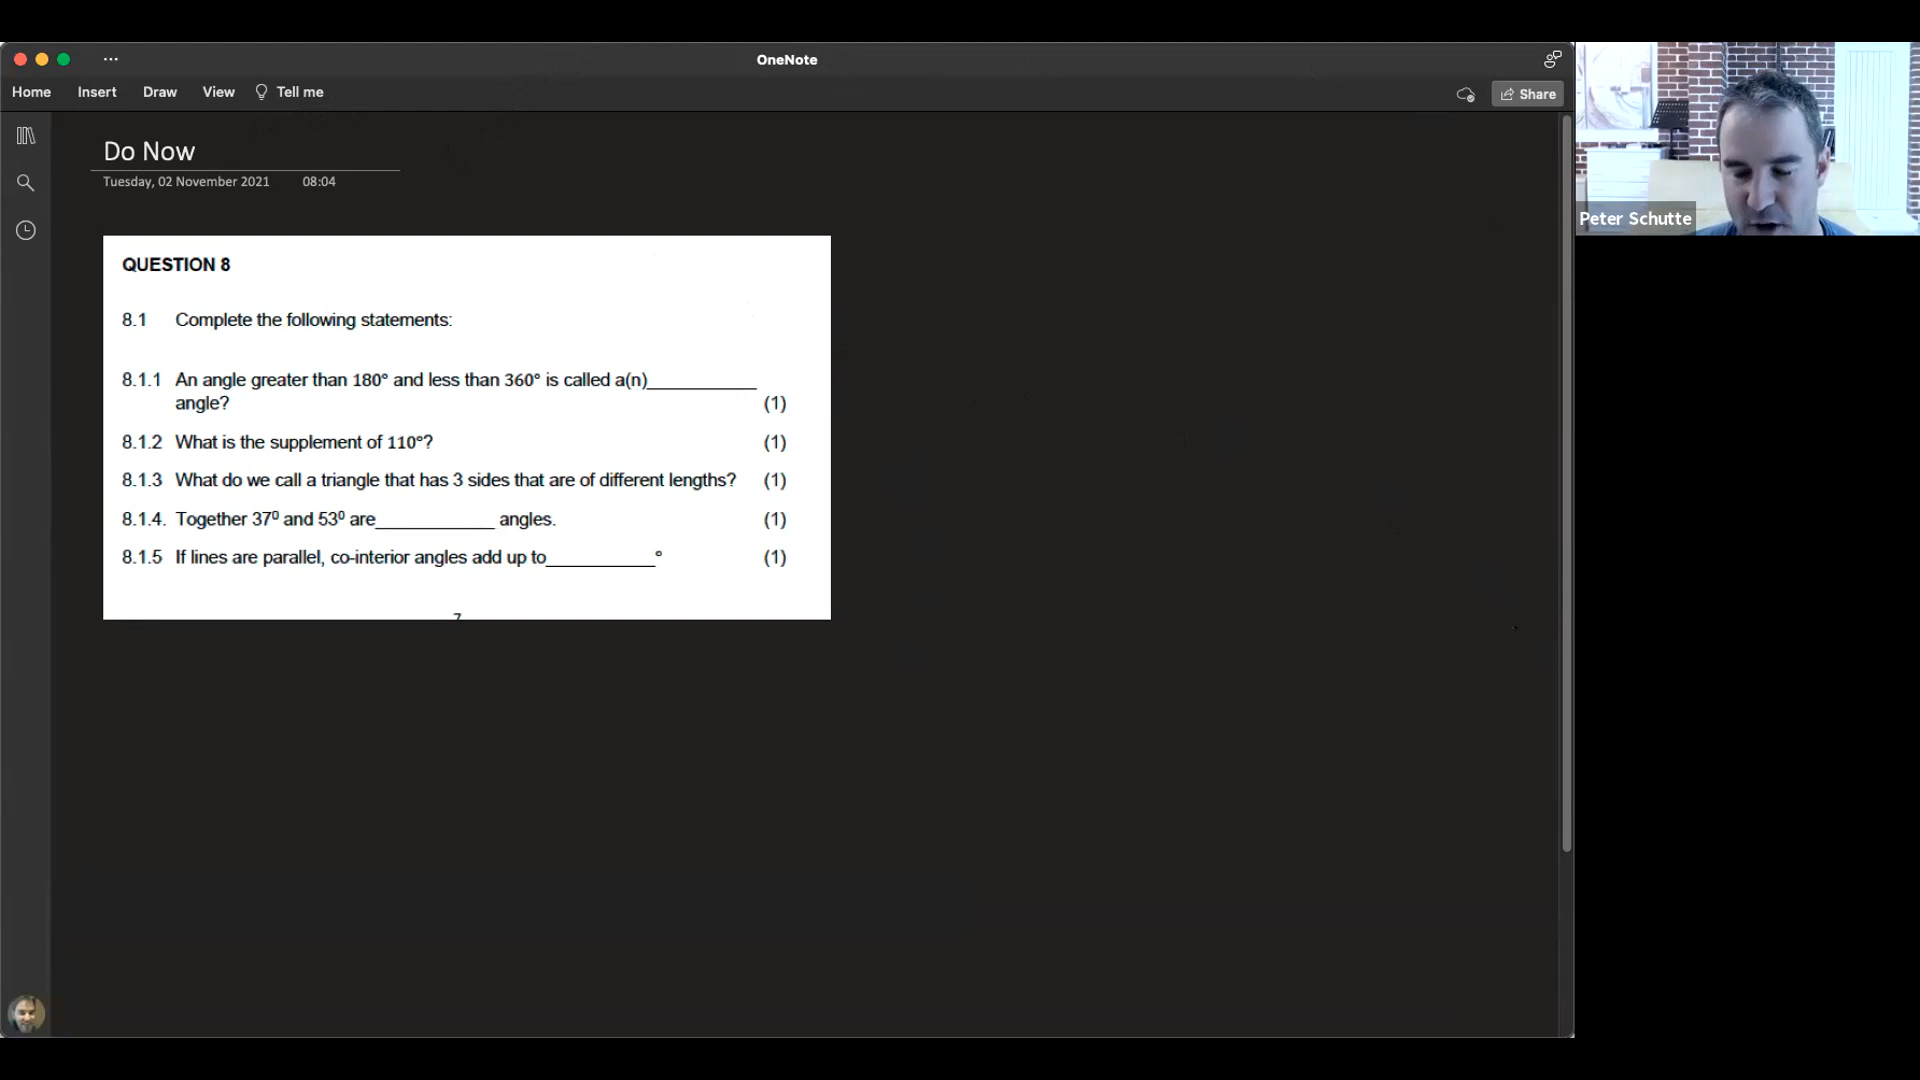 OneNote
Home Insert Draw View Tell me
Share
Do Now
Tuesday, 02 November 2021 08:04
Peter Schutte
QUESTION 8
8.1 Complete the following statements:
8.1.1 An angle greater than 180° and less than 360° is called a(n)___________
angle? (1)
8.1.2 What is the supplement of 110°? (1)
8.1.3 What do we call a triangle that has 3 sides that are of different lengths? (1)
8.1.4. Together 37⁰ and 53⁰ are____________ angles. (1)
8.1.5 If lines are parallel, co-interior angles add up to___________° (1)